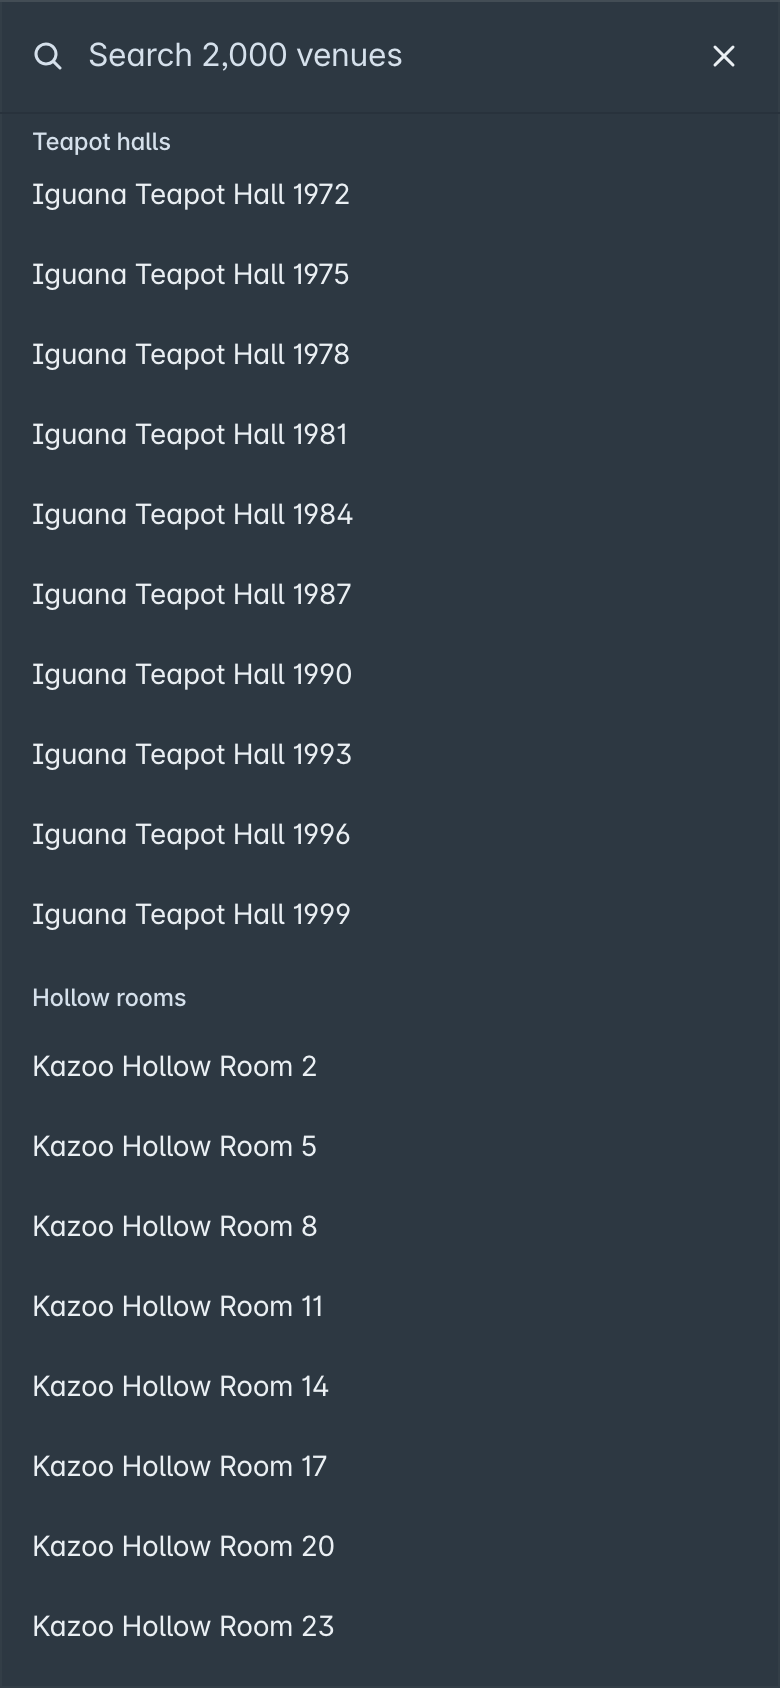 Search 2,000 venues
Teapot halls
Iguana Teapot Hall 1972
Iguana Teapot Hall 1975
Iguana Teapot Hall 1978
Iguana Teapot Hall 1981
Iguana Teapot Hall 1984
Iguana Teapot Hall 1987
Iguana Teapot Hall 1990
Iguana Teapot Hall 1993
Iguana Teapot Hall 1996
Iguana Teapot Hall 1999
Hollow rooms
Kazoo Hollow Room 2
Kazoo Hollow Room 5
Kazoo Hollow Room 8
Kazoo Hollow Room 11
Kazoo Hollow Room 14
Kazoo Hollow Room 17
Kazoo Hollow Room 20
Kazoo Hollow Room 23